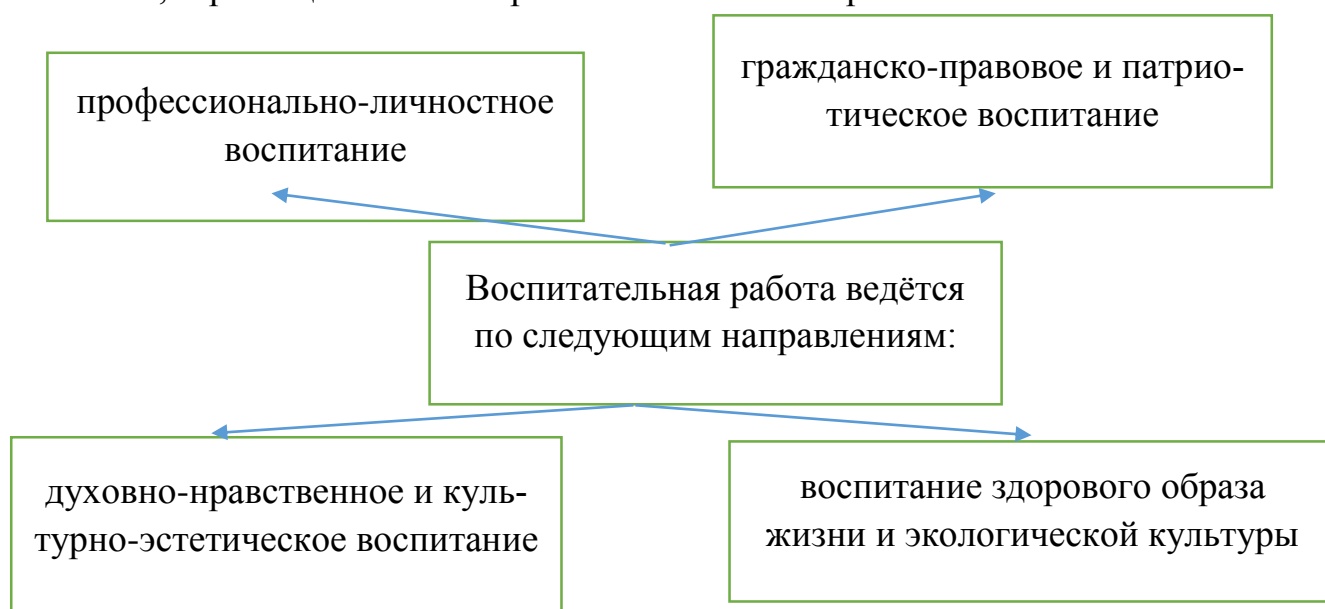 профессионально-личностное
воспитание
гражданско-правовое и патрио-
тическое воспитание
Воспитательная работа ведётся
по следующим направлениям:
духовно-нравственное и куль-
турно-эстетическое воспитание
воспитание здорового образа
жизни и экологической культуры